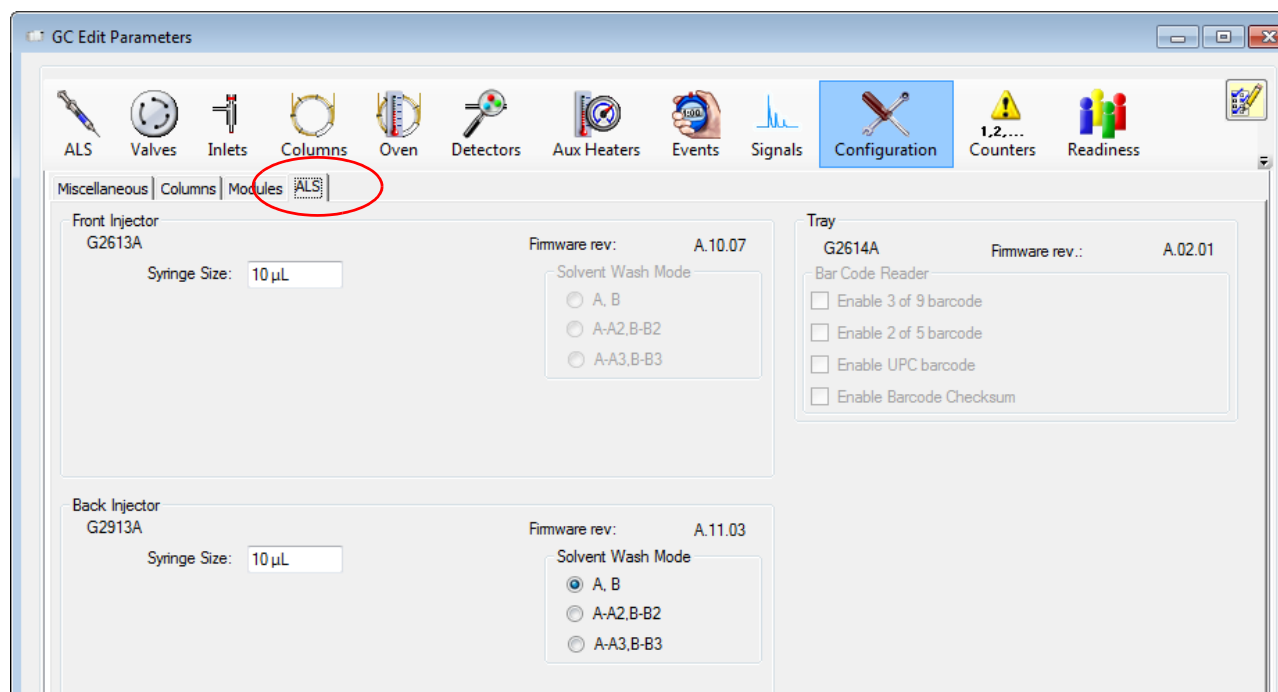 GC Edit Parameters
1:00
1,2,...
ALS Valves Inlets Columns Oven Detectors Aux Heaters Events Signals Configuration Counters Readiness
Miscellaneous Columns Modules ALS
Front Injector
G2613A
Firmware rev: A.10.07
Syringe Size: 10 µL
Solvent Wash Mode
A, B
A-A2,B-B2
A-A3,B-B3
Tray
G2614A Firmware rev.: A.02.01
Bar Code Reader
Enable 3 of 9 barcode
Enable 2 of 5 barcode
Enable UPC barcode
Enable Barcode Checksum
Back Injector
G2913A
Firmware rev: A.11.03
Syringe Size: 10 µL
Solvent Wash Mode
A, B
A-A2,B-B2
A-A3,B-B3